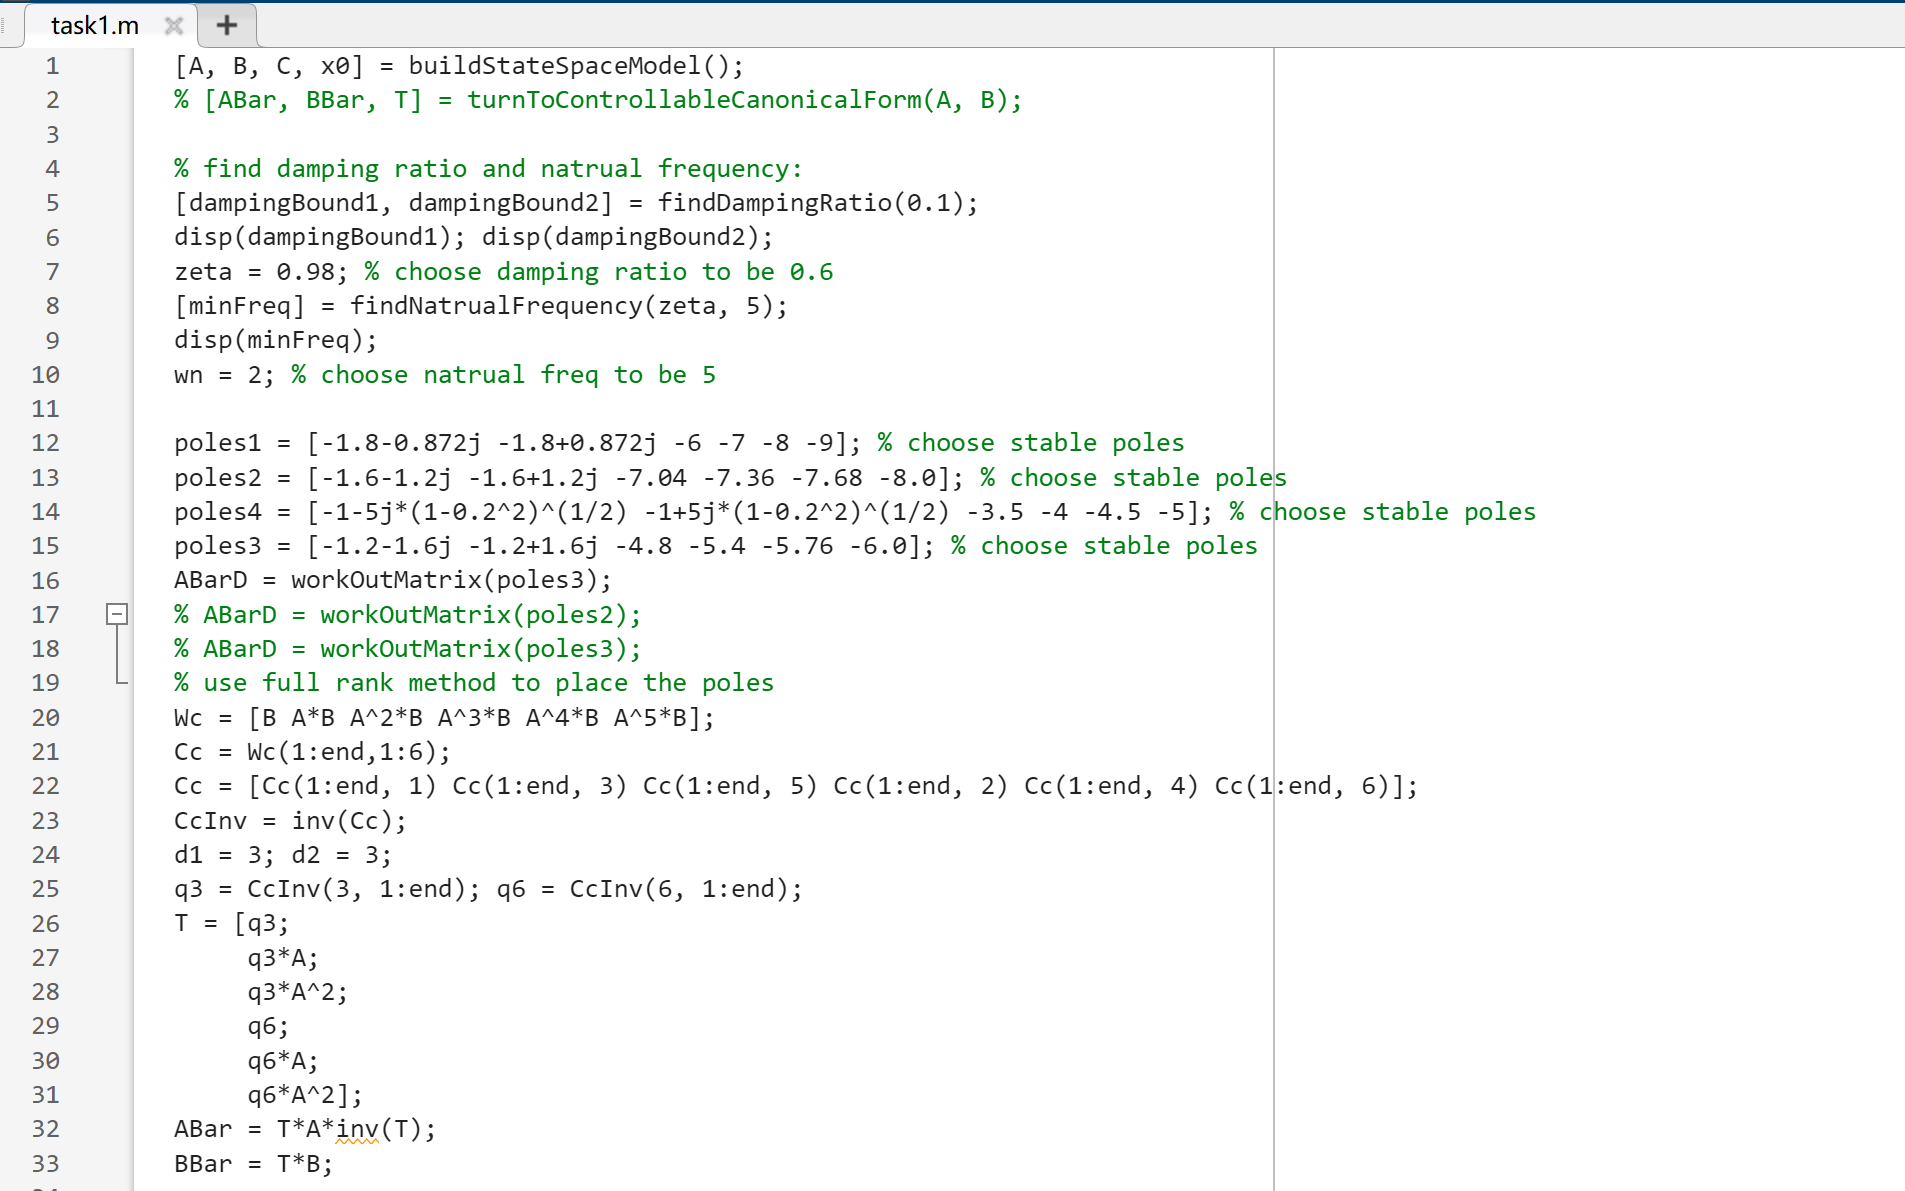 task1.m
1 [A, B, C, x0] = buildStateSpaceModel();
2 % [ABar, BBar, T] = turnToControllableCanonicalForm(A, B);
3
4 % find damping ratio and natrual frequency:
5 [dampingBound1, dampingBound2] = findDampingRatio(0.1);
6 disp(dampingBound1); disp(dampingBound2);
7 zeta = 0.98; % choose damping ratio to be 0.6
8 [minFreq] = findNatrualFrequency(zeta, 5);
9 disp(minFreq);
10 wn = 2; % choose natrual freq to be 5
11
12 poles1 = [-1.8-0.872j -1.8+0.872j -6 -7 -8 -9]; % choose stable poles
13 poles2 = [-1.6-1.2j -1.6+1.2j -7.04 -7.36 -7.68 -8.0]; % choose stable poles
14 poles4 = [-1-5j*(1-0.2^2)^(1/2) -1+5j*(1-0.2^2)^(1/2) -3.5 -4 -4.5 -5]; % choose stable poles
15 poles3 = [-1.2-1.6j -1.2+1.6j -4.8 -5.4 -5.76 -6.0]; % choose stable poles
16 ABarD = workOutMatrix(poles3);
17 % ABarD = workOutMatrix(poles2);
18 % ABarD = workOutMatrix(poles3);
19 % use full rank method to place the poles
20 Wc = [B A*B A^2*B A^3*B A^4*B A^5*B];
21 Cc = Wc(1:end,1:6);
22 Cc = [Cc(1:end, 1) Cc(1:end, 3) Cc(1:end, 5) Cc(1:end, 2) Cc(1:end, 4) Cc(1:end, 6)];
23 CcInv = inv(Cc);
24 d1 = 3; d2 = 3;
25 q3 = CcInv(3, 1:end); q6 = CcInv(6, 1:end);
26 T = [q3;
27 q3*A;
28 q3*A^2;
29 q6;
30 q6*A;
31 q6*A^2];
32 ABar = T*A*inv(T);
33 BBar = T*B;